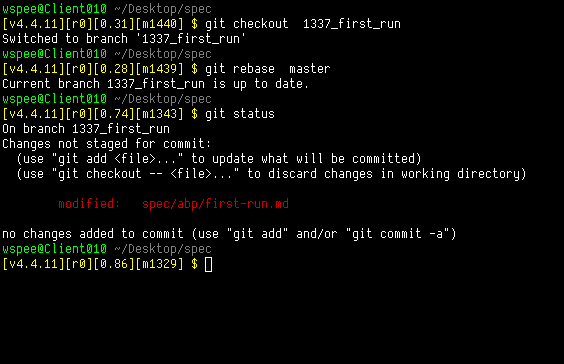 wspee@Client010 ~/Desktop/spec
[v4.4.11][r0][0.31][m1440] $ git checkout  1337_first_run
Switched to branch '1337_first_run'
wspee@Client010 ~/Desktop/spec
[v4.4.11][r0][0.28][m1439] $ git rebase  master
Current branch 1337_first_run is up to date.
wspee@Client010 ~/Desktop/spec
[v4.4.11][r0][0.74][m1343] $ git status
On branch 1337_first_run
Changes not staged for commit:
  (use "git add <file>..." to update what will be committed)
  (use "git checkout -- <file>..." to discard changes in working directory)
        modified:   spec/abp/first-run.md
no changes added to commit (use "git add" and/or "git commit -a")
wspee@Client010 ~/Desktop/spec
[v4.4.11][r0][0.86][m1329] $